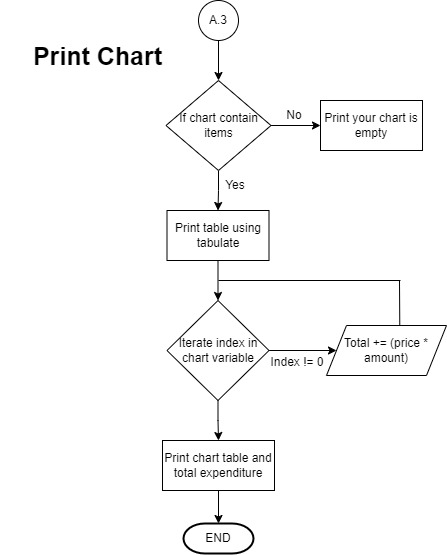 A.3
Print Chart
If chart contain
items
No
Print your chart is
empty
Yes
Print table using
tabulate
Iterate index in
chart variable
Index != 0
Total += (price *
amount)
Print chart table and
total expenditure
END